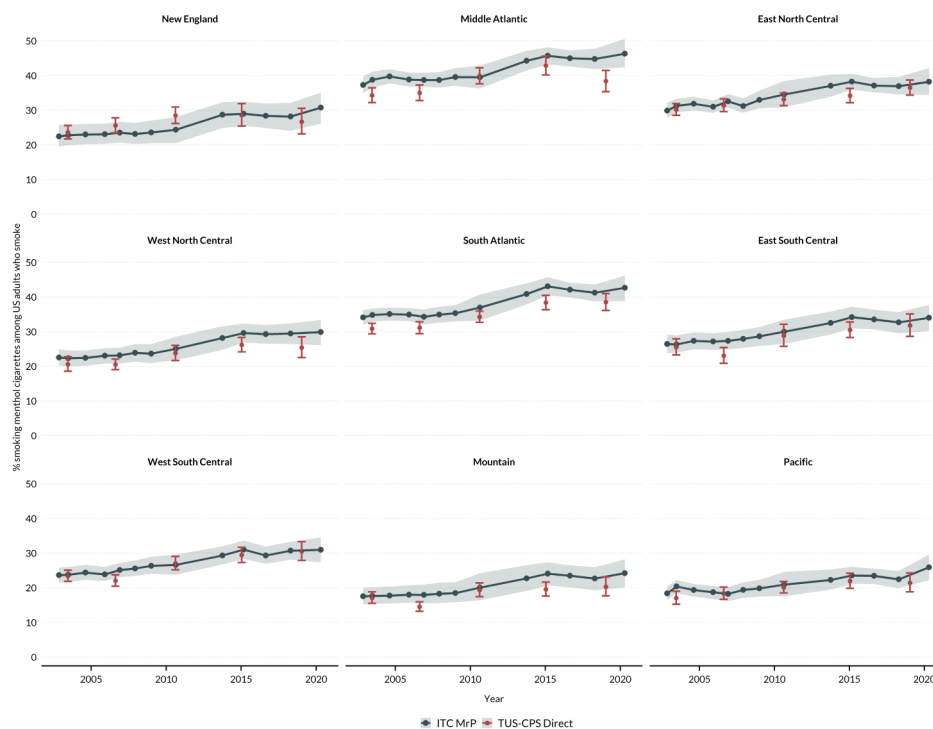 New England
Middle Atlantic
East North Central
50
40
30
20
10
0
West North Central
South Atlantic
East South Central
50
40
30
20
10
0
% smoking menthol cigarettes among US adults who smoke
West South Central
Mountain
Pacific
50
40
30
20
10
0
2005 2010 2015 2020 2005 2010 2015 2020 2005 2010 2015 2020
Year
ITC MrP TUS-CPS Direct